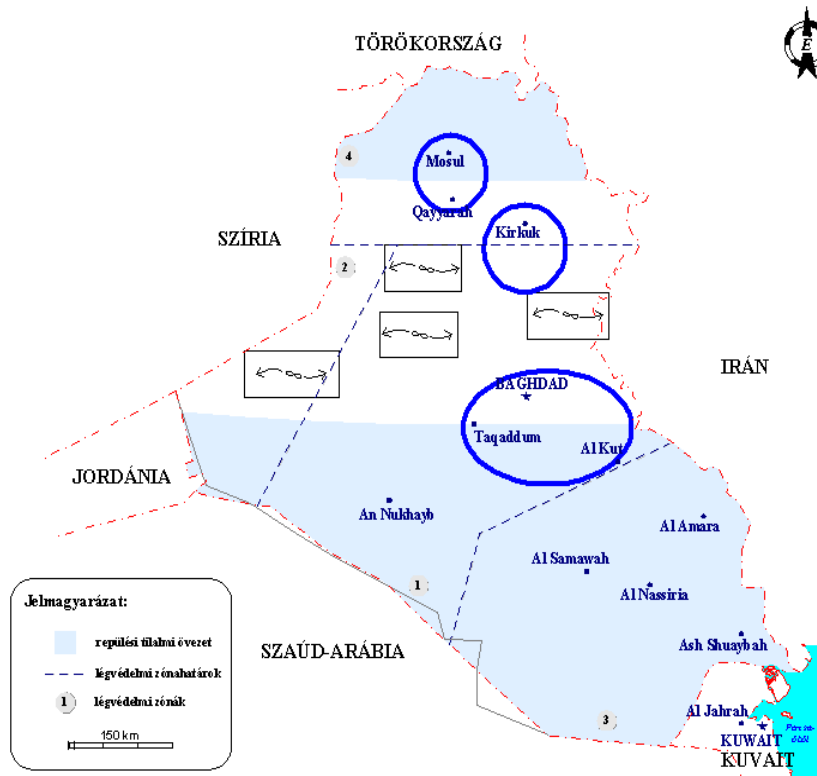 TÖRÖKORSZÁG
É
4
Mosul
Qayyarah
Kirkuk
SZÍRIA
2
IRÁN
BAGHDAD
Taqaddum
Al Kut
JORDÁNIA
An Nukhayb
Al Amara
Al Samawah
1
Al Nassiria
Jelmagyarázat:
repülési tilalmi övezet
légvédelmi zónahatárok
1 légvédelmi zónák
150 km
SZAÚD-ARÁBIA
Ash Shuaybah
3
Al Jahrah
KUWAIT
KUVAIT